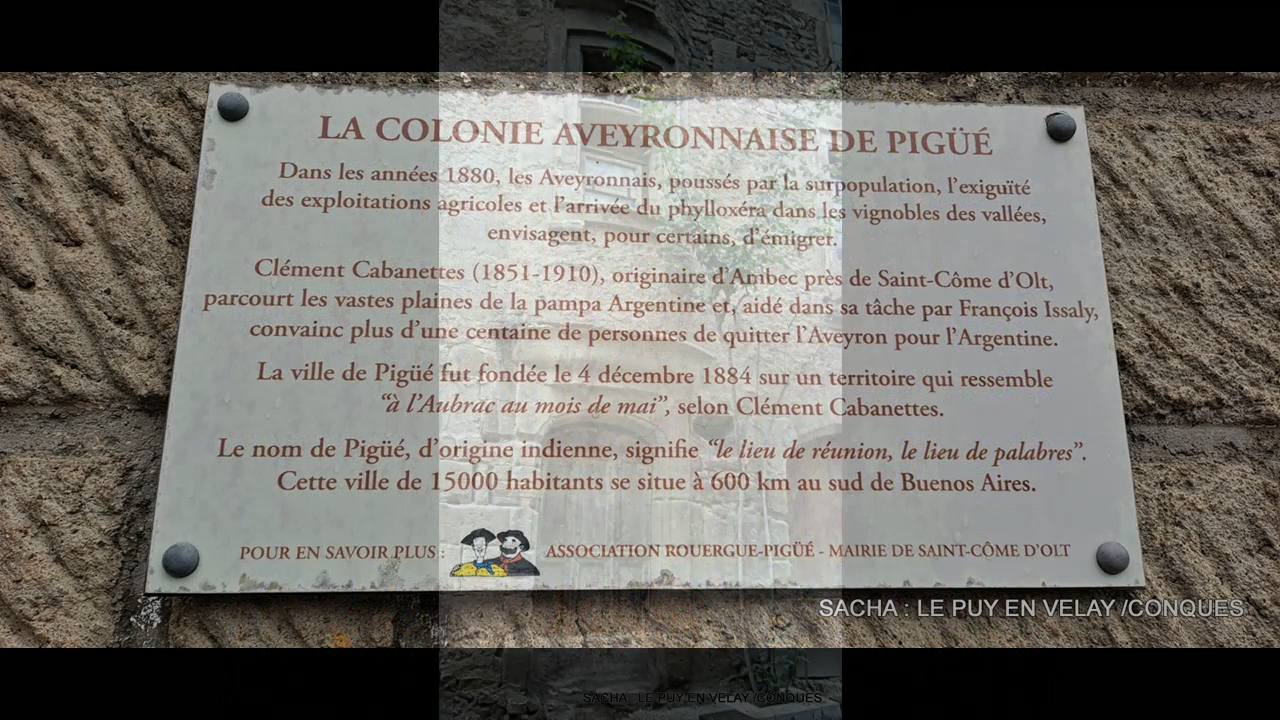 LA COLONIE AVEYRONNAISE DE PIGÜÉ
Dans les années 1880, les Aveyronnais, poussés par la surpopulation, l'exiguïté
des exploitations agricoles et l'arrivée du phylloxéra dans les vignobles des vallées,
envisagent, pour certains, d'émigrer.
Clément Cabanettes (1851-1910), originaire d'Ambec près de Saint-Côme d'Olt,
parcourt les vastes plaines de la pampa Argentine et, aidé dans sa tâche par François Issaly,
convainc plus d'une centaine de personnes de quitter l'Aveyron pour l'Argentine.
La ville de Pigüé fut fondée le 4 décembre 1884 sur un territoire qui ressemble
"à l'Aubrac au mois de mai", selon Clément Cabanettes.
Le nom de Pigüé, d'origine indienne, signifie "le lieu de réunion, le lieu de palabres".
Cette ville de 15000 habitants se situe à 600 km au sud de Buenos Aires.
POUR EN SAVOIR PLUS : ASSOCIATION ROUERGUE-PIGÜÉ - MAIRIE DE SAINT-CÔME D'OLT
SACHA : LE PUY EN VELAY /CONQUES
SACHA : LE PUY EN VELAY /CONQUES